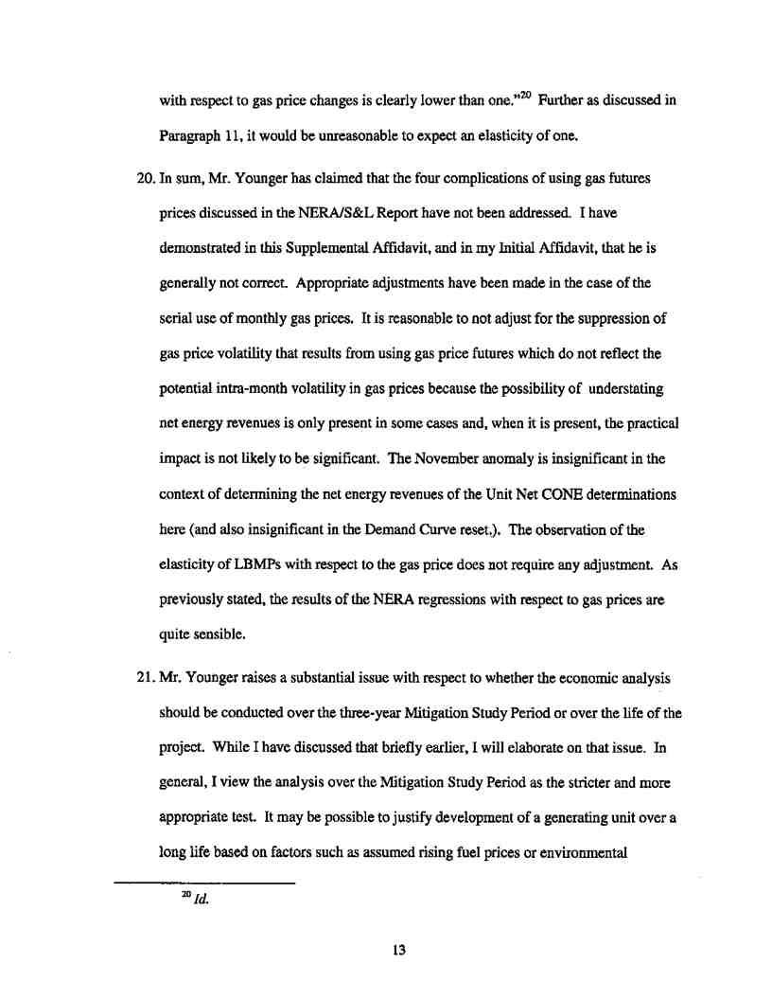 with respect to gas price changes is clearly lower than one."20 Further as discussed in
Paragraph 11, it would be unreasonable to expect an elasticity of one.
20. In sum, Mr. Younger has claimed that the four complications of using gas futures
prices discussed in the NERA/S&L Report have not been addressed. I have
demonstrated in this Supplemental Affidavit, and in my Initial Affidavit, that he is
generally not correct. Appropriate adjustments have been made in the case of the
serial use of monthly gas prices. It is reasonable to not adjust for the suppression of
gas price volatility that results from using gas price futures which do not reflect the
potential intra-month volatility in gas prices because the possibility of understating
net energy revenues is only present in some cases and, when it is present, the practical
impact is not likely to be significant. The November anomaly is insignificant in the
context of determining the net energy revenues of the Unit Net CONE determinations
here (and also insignificant in the Demand Curve reset.). The observation of the
elasticity of LBMPs with respect to the gas price does not require any adjustment. As
previously stated, the results of the NERA regressions with respect to gas prices are
quite sensible.
21. Mr. Younger raises a substantial issue with respect to whether the economic analysis
should be conducted over the three-year Mitigation Study Period or over the life of the
project. While I have discussed that briefly earlier, I will elaborate on that issue. In
general, I view the analysis over the Mitigation Study Period as the stricter and more
appropriate test. It may be possible to justify development of a generating unit over a
long life based on factors such as assumed rising fuel prices or environmental
20 Id.
13